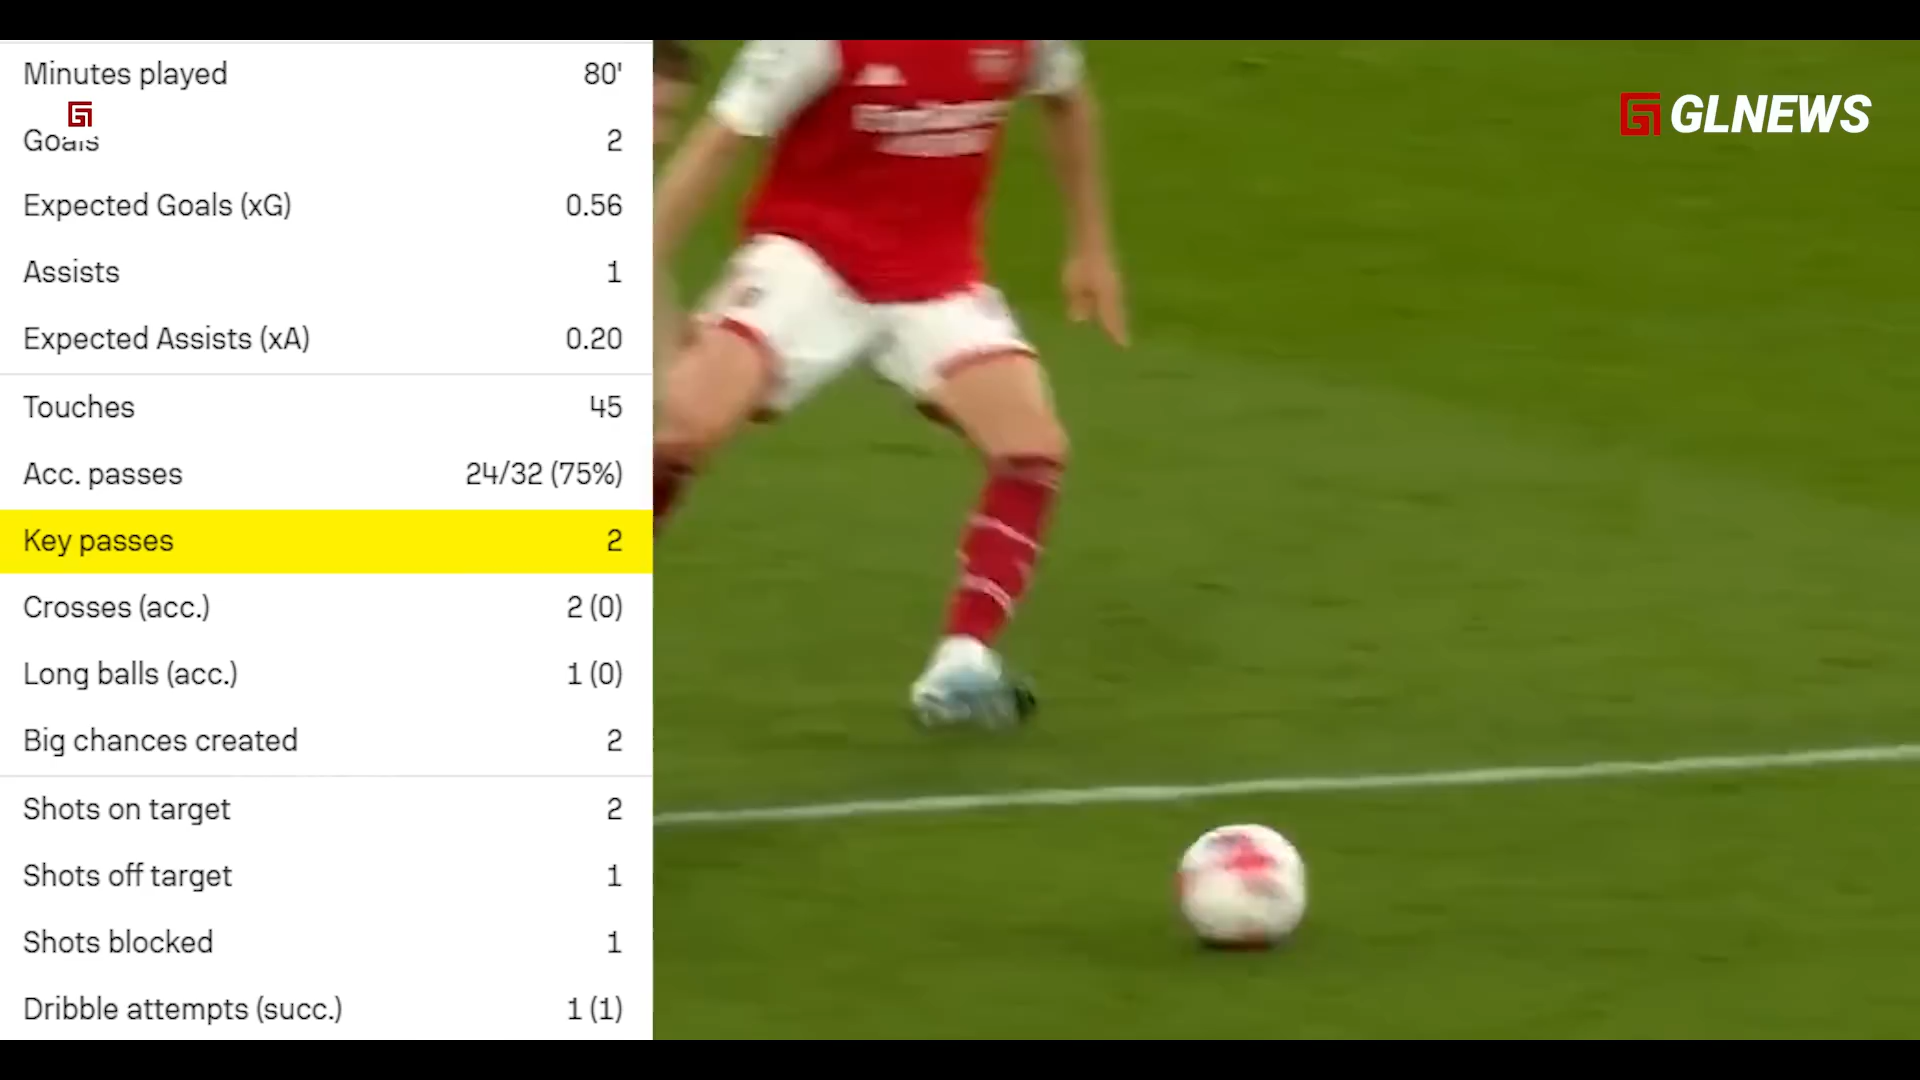 Minutes played 80'
Goals 2
Expected Goals (xG) 0.56
Assists 1
Expected Assists (xA) 0.20
Touches 45
Acc. passes 24/32 (75%)
Key passes 2
Crosses (acc.) 2 (0)
Long balls (acc.) 1 (0)
Big chances created 2
Shots on target 2
Shots off target 1
Shots blocked 1
Dribble attempts (succ.) 1 (1)
GLNEWS